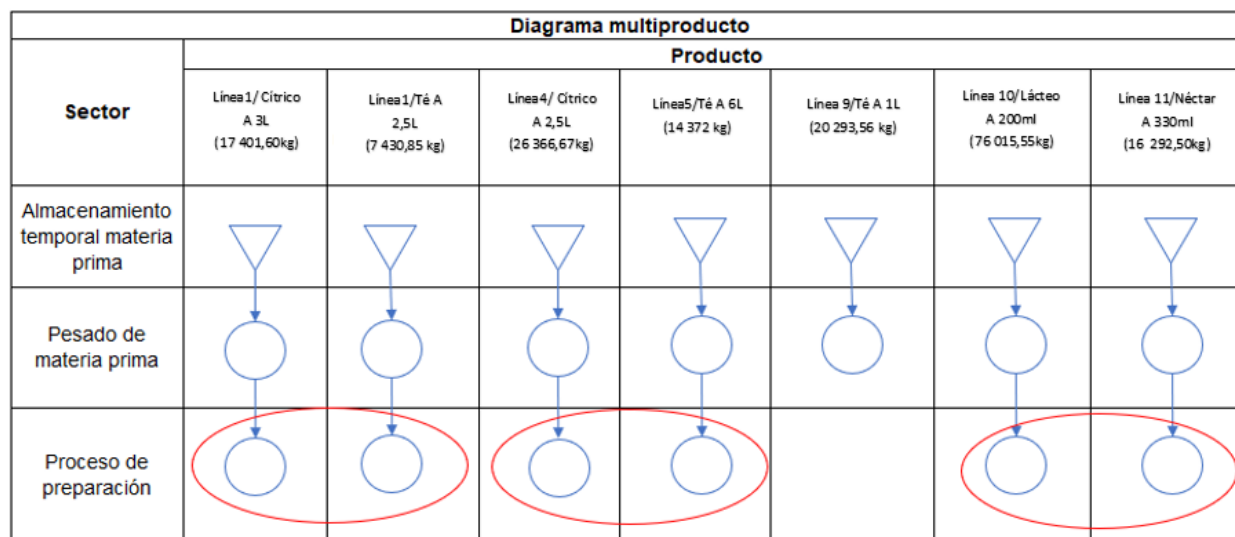 Diagrama multiproducto
Sector
Producto
Línea1/ Cítrico
A 3L
(17 401,60kg)
Línea1/Té A
2,5L
(7 430,85 kg)
Línea4/ Cítrico
A 2,5L
(26 366,67kg)
Línea5/Té A 6L
(14 372 kg)
Línea 9/Té A 1L
(20 293,56 kg)
Línea 10/Lácteo
A 200ml
(76 015,55kg)
Línea 11/Néctar
A 330ml
(16 292,50kg)
Almacenamiento
temporal materia
prima
Pesado de
materia prima
Proceso de
preparación